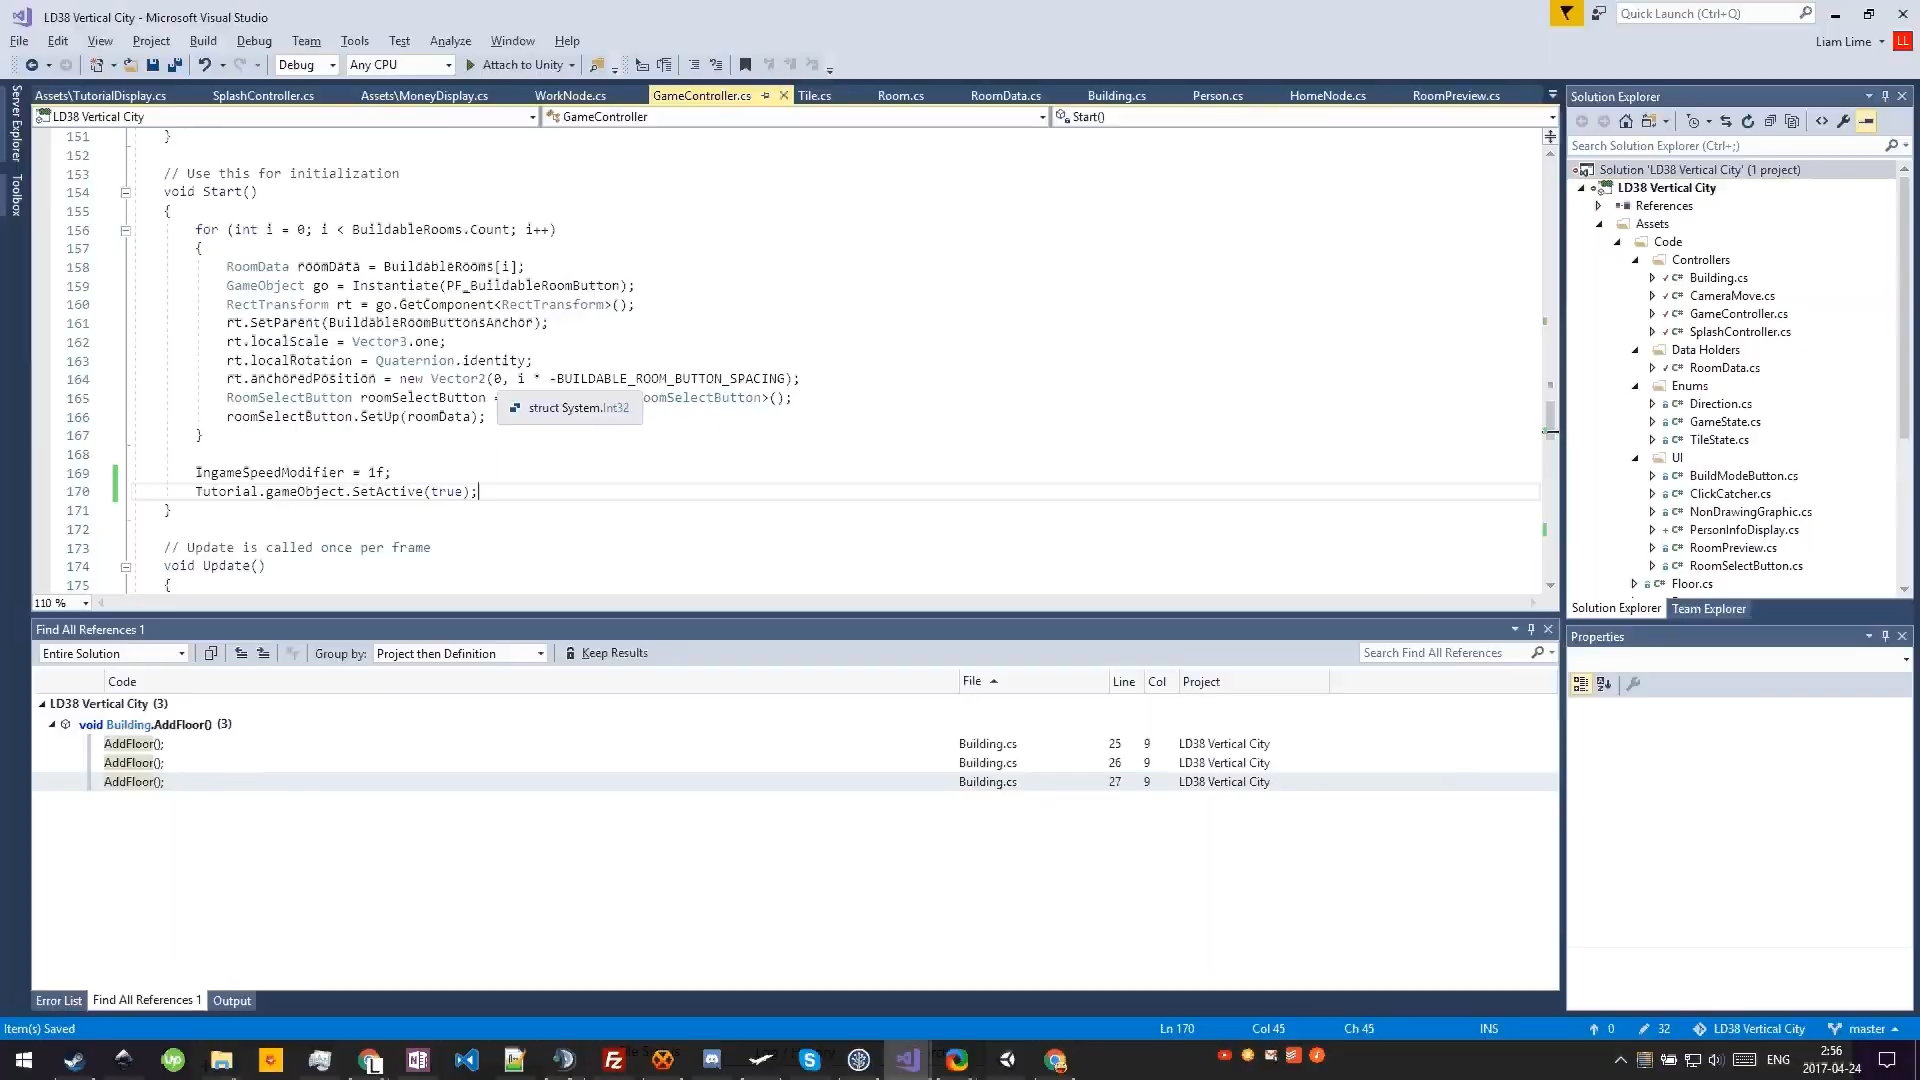 LD38 Vertical City - Microsoft Visual Studio
Quick Launch (Ctrl+Q)
File Edit View Project Build Debug Team Tools Test Analyze Window Help
Liam Lime
LL
Debug Any CPU Attach to Unity
Server Explorer
Toolbox
Assets\TutorialDisplay.cs SplashController.cs Assets\MoneyDisplay.cs WorkNode.cs GameController.cs Tile.cs Room.cs RoomData.cs Building.cs Person.cs HomeNode.cs RoomPreview.cs
LD38 Vertical City GameController Start()
151 }
152
153 // Use this for initialization
154 void Start()
155 {
156 for (int i = 0; i < BuildableRooms.Count; i++)
157 {
158 RoomData roomData = BuildableRooms[i];
159 GameObject go = Instantiate(PF_BuildableRoomButton);
160 RectTransform rt = go.GetComponent<RectTransform>();
161 rt.SetParent(BuildableRoomButtonsAnchor);
162 rt.localScale = Vector3.one;
163 rt.localRotation = Quaternion.identity;
164 rt.anchoredPosition = new Vector2(0, i * -BUILDABLE_ROOM_BUTTON_SPACING);
165 RoomSelectButton roomSelectButton = oomSelectButton>();
struct System.Int32
166 roomSelectButton.SetUp(roomData);
167 }
168
169 IngameSpeedModifier = 1f;
170 Tutorial.gameObject.SetActive(true);
171 }
172
173 // Update is called once per frame
174 void Update()
175 {
110 %
Find All References 1
Entire Solution Group by: Project then Definition Keep Results Search Find All References
Code File Line Col Project
LD38 Vertical City (3)
void Building.AddFloor() (3)
AddFloor(); Building.cs 25 9 LD38 Vertical City
AddFloor(); Building.cs 26 9 LD38 Vertical City
AddFloor(); Building.cs 27 9 LD38 Vertical City
Error List Find All References 1 Output
Solution Explorer
Search Solution Explorer (Ctrl+;)
Solution 'LD38 Vertical City' (1 project)
LD38 Vertical City
References
Assets
Code
Controllers
C# Building.cs
C# CameraMove.cs
C# GameController.cs
C# SplashController.cs
Data Holders
C# RoomData.cs
Enums
C# Direction.cs
C# GameState.cs
C# TileState.cs
UI
C# BuildModeButton.cs
C# ClickCatcher.cs
C# NonDrawingGraphic.cs
C# PersonInfoDisplay.cs
C# RoomPreview.cs
C# RoomSelectButton.cs
C# Floor.cs
Solution Explorer Team Explorer
Properties
Item(s) Saved Ln 170 Col 45 Ch 45 INS 0 32 LD38 Vertical City master
ENG 2:56
2017-04-24